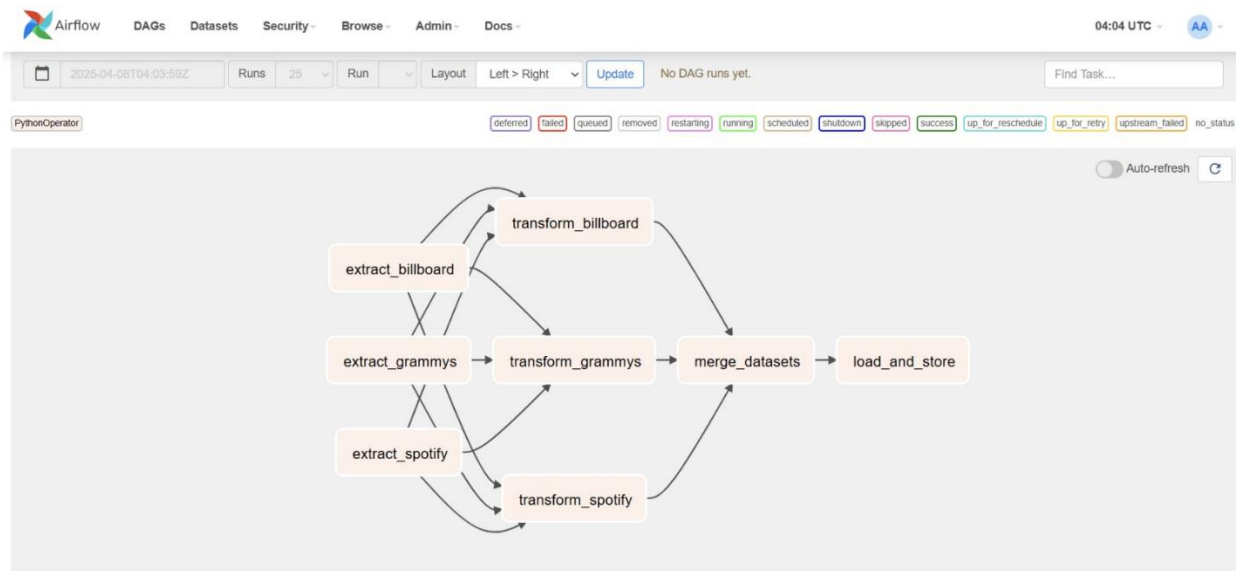 Airflow DAGs Datasets Security Browse Admin Docs 04:04 UTC AA
2025-04-08T04:03:59Z Runs 25 Run Layout Left > Right Update No DAG runs yet. Find Task...
PythonOperator deferred failed queued removed restarting running scheduled shutdown skipped success up_for_reschedule up_for_retry upstream_failed no_status
Auto-refresh
transform_billboard
extract_billboard
extract_grammys transform_grammys merge_datasets load_and_store
extract_spotify
transform_spotify